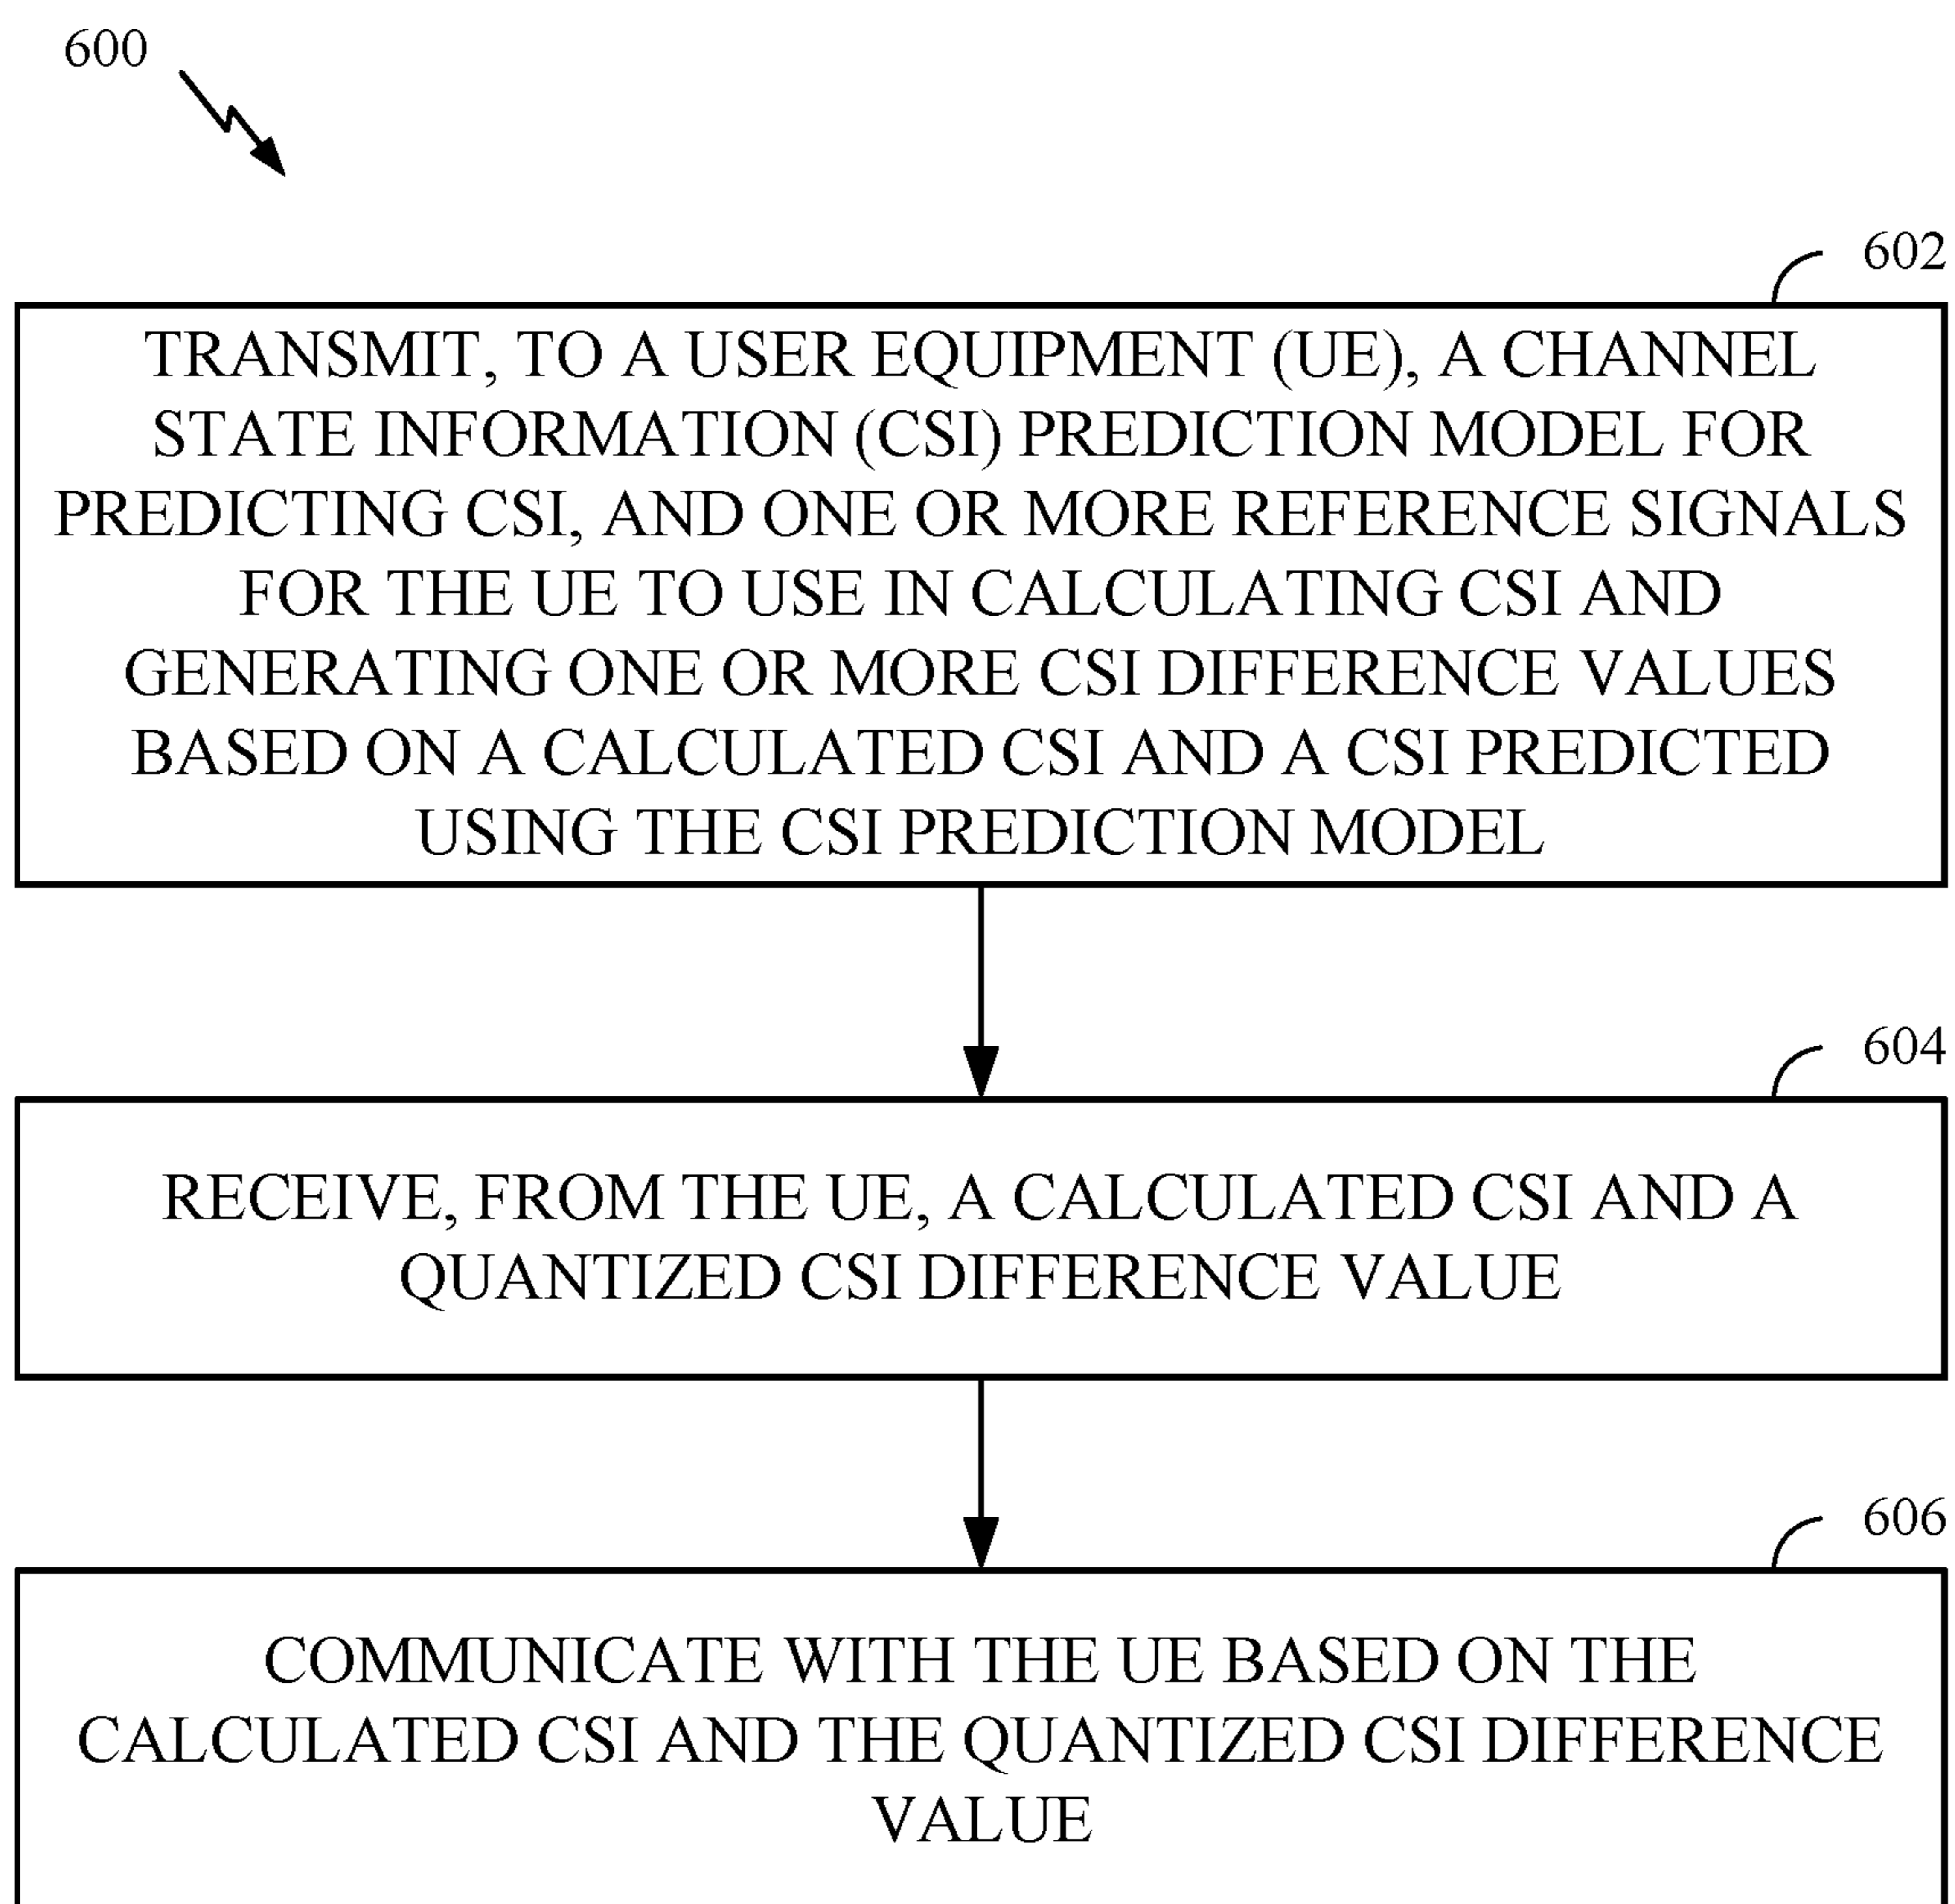 600
602
TRANSMIT, TO A USER EQUIPMENT (UE), A CHANNEL
STATE INFORMATION (CSI) PREDICTION MODEL FOR
PREDICTING CSI, AND ONE OR MORE REFERENCE SIGNALS
FOR THE UE TO USE IN CALCULATING CSI AND
GENERATING ONE OR MORE CSI DIFFERENCE VALUES
BASED ON A CALCULATED CSI AND A CSI PREDICTED
USING THE CSI PREDICTION MODEL
604
RECEIVE, FROM THE UE, A CALCULATED CSI AND A
QUANTIZED CSI DIFFERENCE VALUE
606
COMMUNICATE WITH THE UE BASED ON THE
CALCULATED CSI AND THE QUANTIZED CSI DIFFERENCE
VALUE